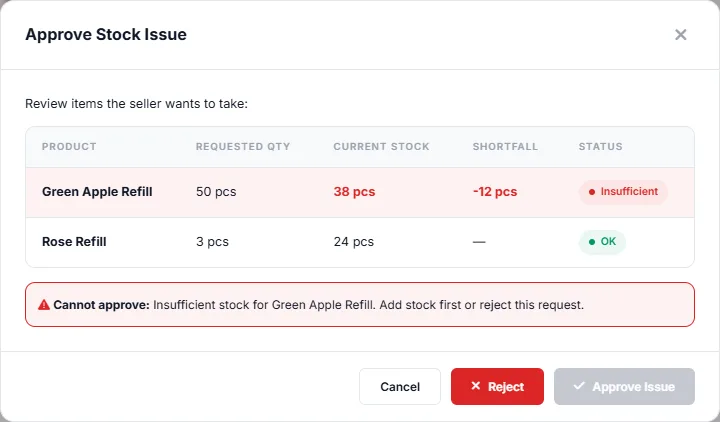 Approve Stock Issue
Review items the seller wants to take:
PRODUCT REQUESTED QTY CURRENT STOCK SHORTFALL STATUS
Green Apple Refill 50 pcs 38 pcs -12 pcs Insufficient
Rose Refill 3 pcs 24 pcs — OK
Cannot approve: Insufficient stock for Green Apple Refill. Add stock first or reject this request.
Cancel Reject Approve Issue